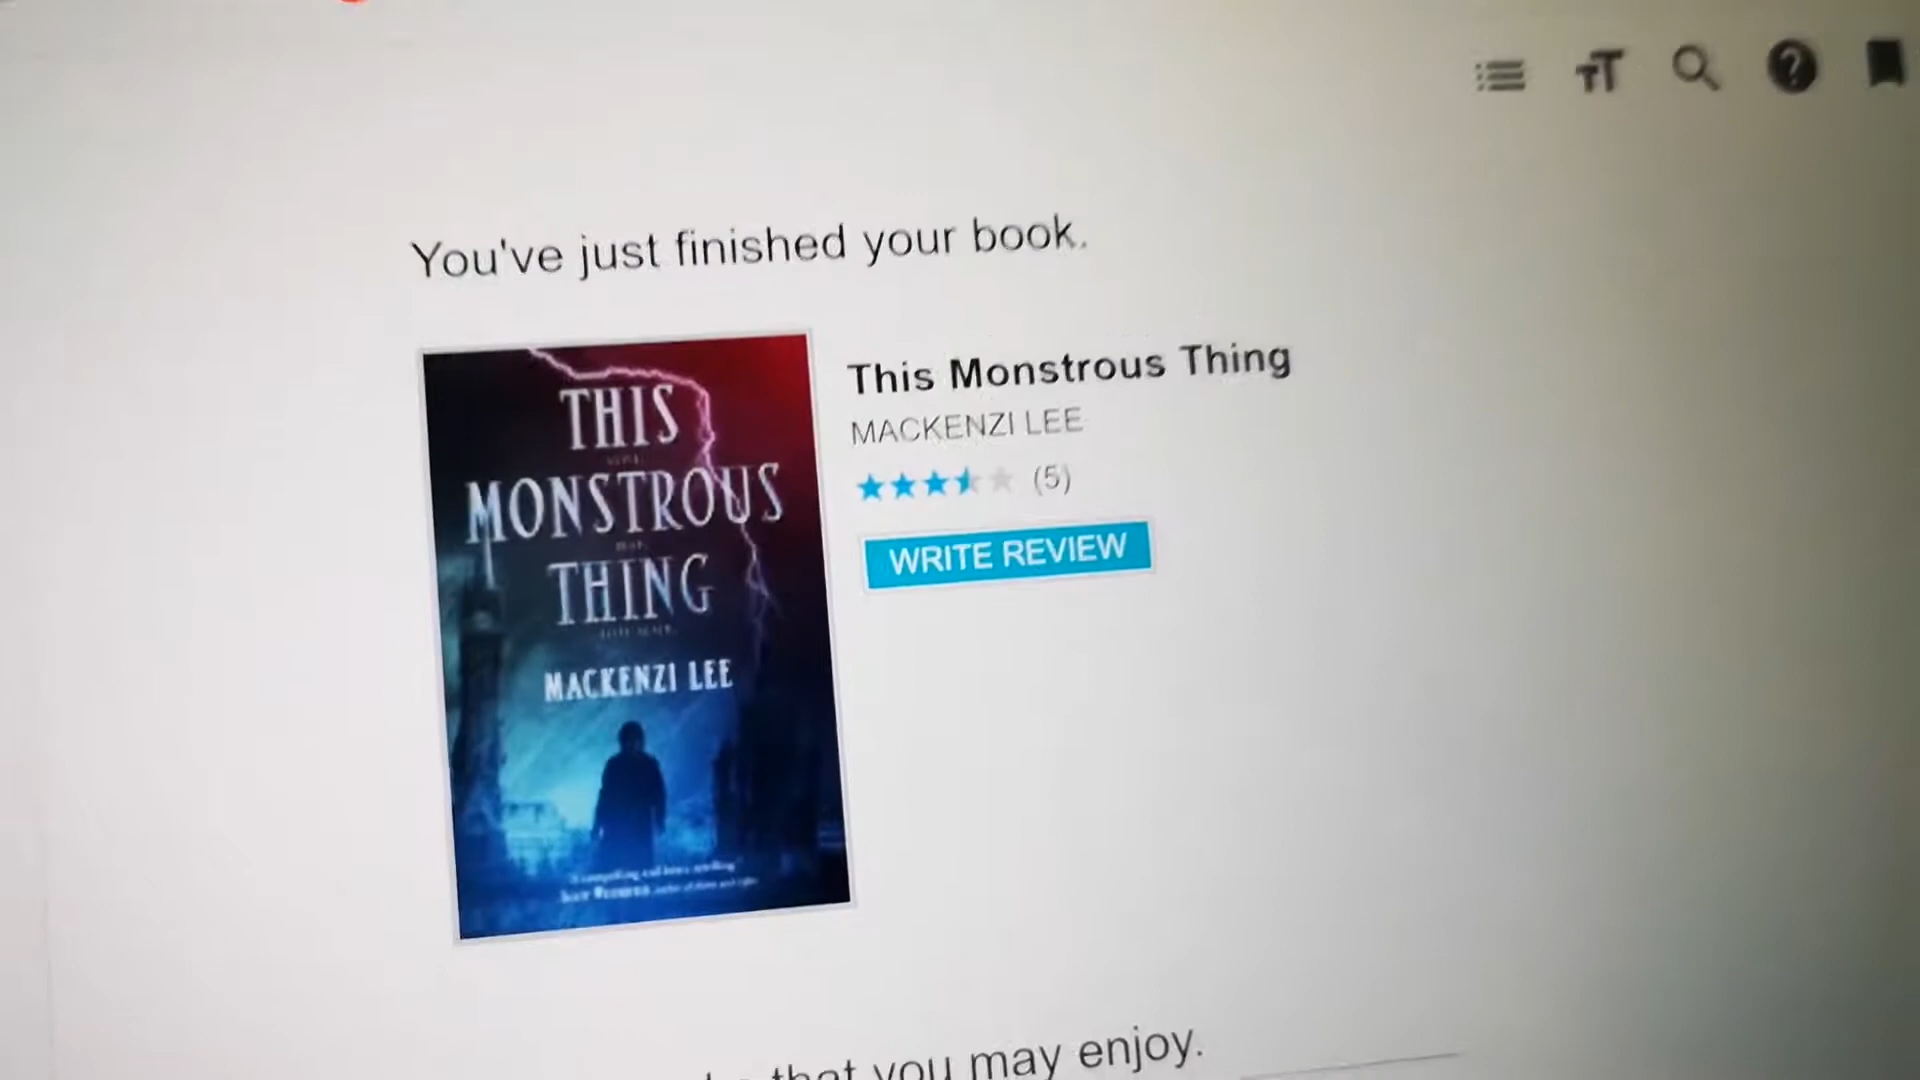 You've just finished your book.
THIS
MONSTROUS
THING
MACKENZI LEE
This Monstrous Thing
MACKENZI LEE
(5)
WRITE REVIEW
that you may enjoy.